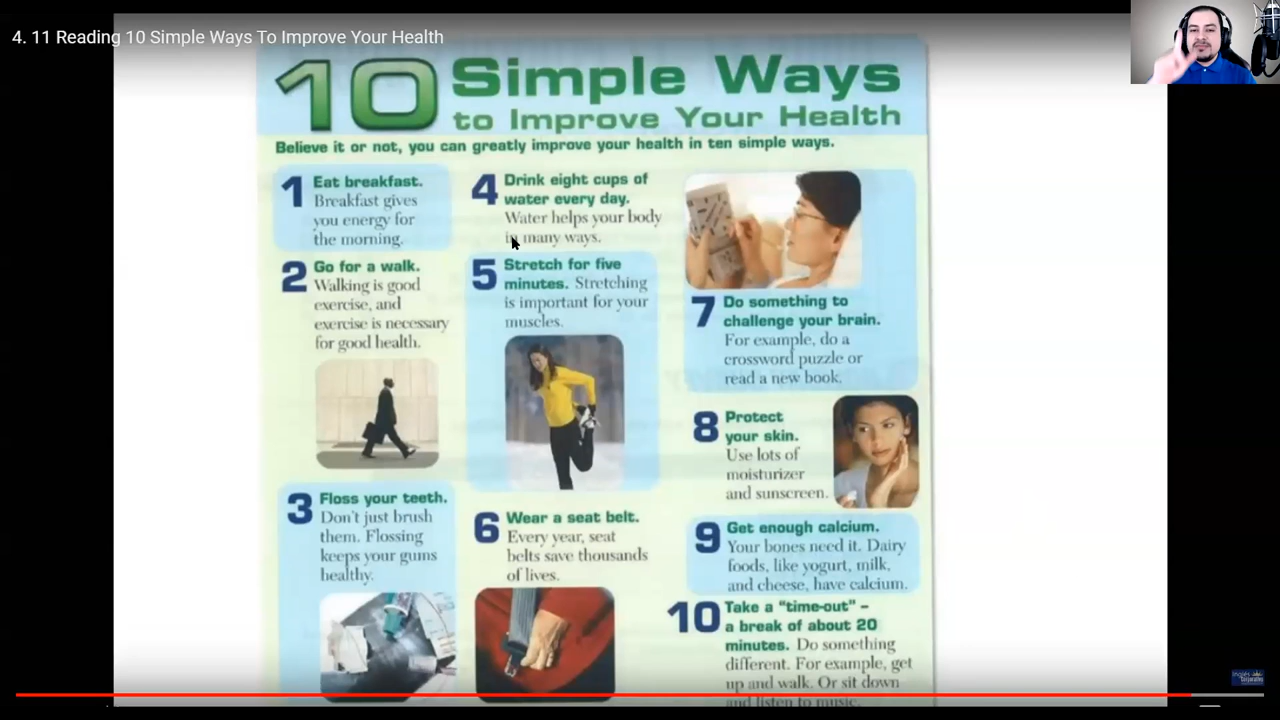 4. 11 Reading 10 Simple Ways To Improve Your Health
10 Simple Ways
to Improve Your Health
Believe it or not, you can greatly improve your health in ten simple ways.
1 Eat breakfast.
Breakfast gives
you energy for
the morning.
2 Go for a walk.
Walking is good
exercise, and
exercise is necessary
for good health.
3 Floss your teeth.
Don't just brush
them. Flossing
keeps your gums
healthy.
4 Drink eight cups of
water every day.
Water helps your body
in many ways.
5 Stretch for five
minutes. Stretching
is important for your
muscles.
6 Wear a seat belt.
Every year, seat
belts save thousands
of lives.
7 Do something to
challenge your brain.
For example, do a
crossword puzzle or
read a new book.
8 Protect
your skin.
Use lots of
moisturizer
and sunscreen.
9 Get enough calcium.
Your bones need it. Dairy
foods, like yogurt, milk,
and cheese, have calcium.
10 Take a “time-out” –
a break of about 20
minutes. Do something
different. For example, get
up and walk. Or sit down
and listen to music.